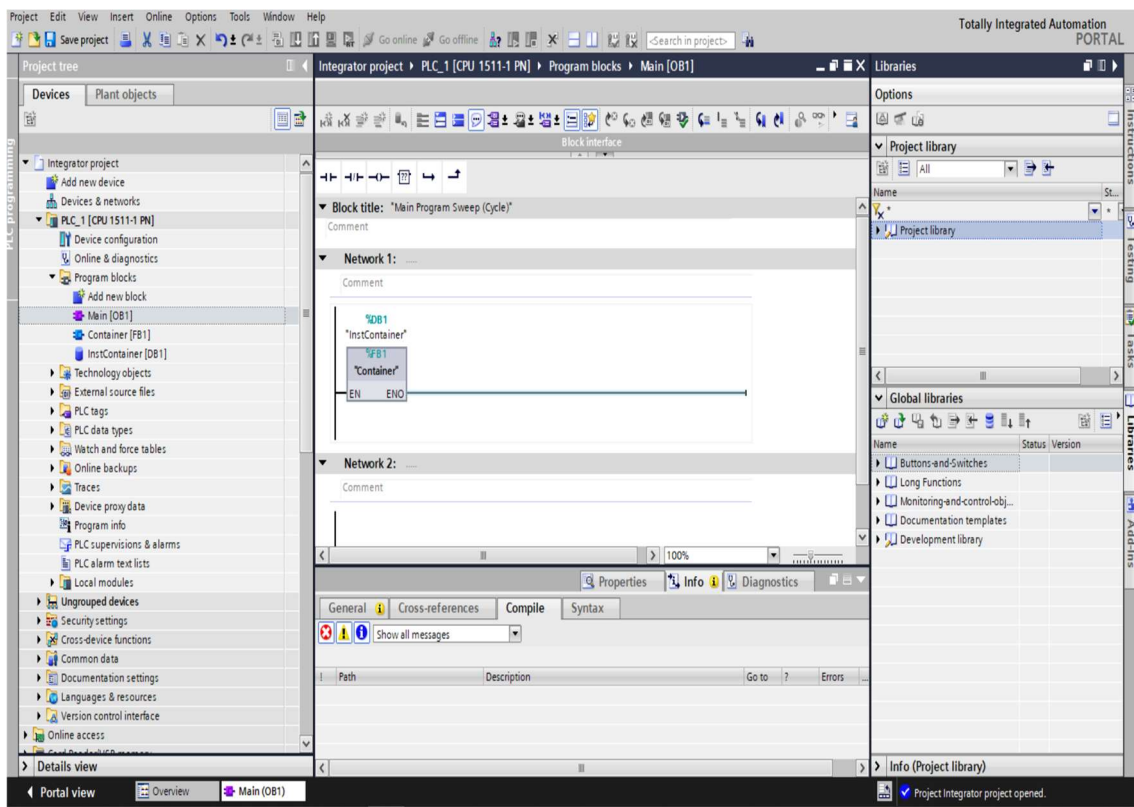 Project Edit View Insert Online Options Tools Window Help
Totally Integrated Automation
PORTAL
Save project Go online Go offline <Search in project>
Project tree
Devices Plant objects
PLC programming
Integrator project
Add new device
Devices & networks
PLC_1 [CPU 1511-1 PN]
Device configuration
Online & diagnostics
Program blocks
Add new block
Main [OB1]
Container [FB1]
InstContainer [DB1]
Technology objects
External source files
PLC tags
PLC data types
Watch and force tables
Online backups
Traces
Device proxy data
Program info
PLC supervisions & alarms
PLC alarm text lists
Local modules
Ungrouped devices
Security settings
Cross-device functions
Common data
Documentation settings
Languages & resources
Version control interface
Online access
Details view
Integrator project PLC_1 [CPU 1511-1 PN] Program blocks Main [OB1]
Block interface
Block title: "Main Program Sweep (Cycle)"
Comment
Network 1: ....
Comment
%DB1
"InstContainer"
%FB1
"Container"
EN ENO
Network 2: ....
Comment
100%
Properties Info Diagnostics
General Cross-references Compile Syntax
Show all messages
! Path Description Go to ? Errors ...
Libraries
Options
Project library
All
Name St...
*
*
Project library
Global libraries
Name Status Version
Buttons-and-Switches
Long Functions
Monitoring-and-control-obj...
Documentation templates
Development library
Info (Project library)
Instructions
Testing
Tasks
Libraries
Add-Ins
Portal view Overview Main (OB1)
Project Integrator project opened.